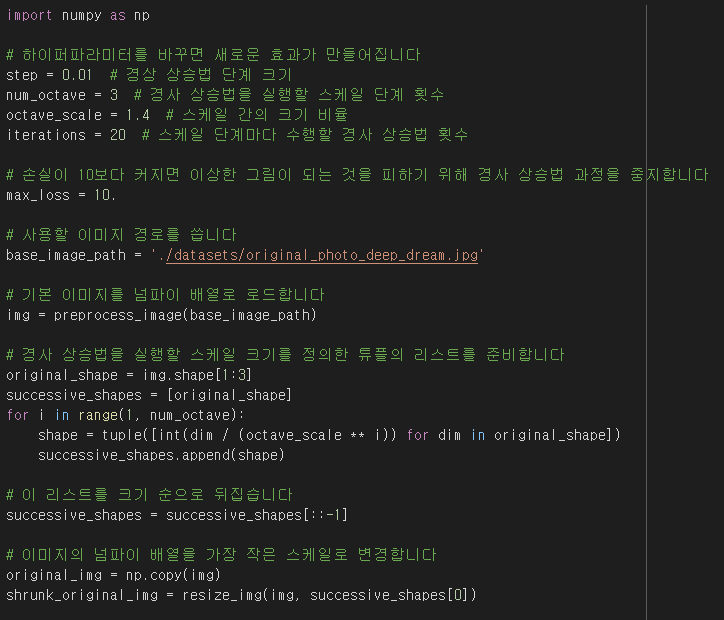 import numpy as np
# 하이퍼파라미터를 바꾸면 새로운 효과가 만들어집니다
step = 0.01  # 경상 상승법 단계 크기
num_octave = 3  # 경사 상승법을 실행할 스케일 단계 횟수
octave_scale = 1.4  # 스케일 간의 크기 비율
iterations = 20  # 스케일 단계마다 수행할 경사 상승법 횟수
# 손실이 10보다 커지면 이상한 그림이 되는 것을 피하기 위해 경사 상승법 과정을 중지합니다
max_loss = 10.
# 사용할 이미지 경로를 씁니다
base_image_path = './datasets/original_photo_deep_dream.jpg'
# 기본 이미지를 넘파이 배열로 로드합니다
img = preprocess_image(base_image_path)
# 경사 상승법을 실행할 스케일 크기를 정의한 튜플의 리스트를 준비합니다
original_shape = img.shape[1:3]
successive_shapes = [original_shape]
for i in range(1, num_octave):
    shape = tuple([int(dim / (octave_scale ** i)) for dim in original_shape])
    successive_shapes.append(shape)
# 이 리스트를 크기 순으로 뒤집습니다
successive_shapes = successive_shapes[::-1]
# 이미지의 넘파이 배열을 가장 작은 스케일로 변경합니다
original_img = np.copy(img)
shrunk_original_img = resize_img(img, successive_shapes[0])